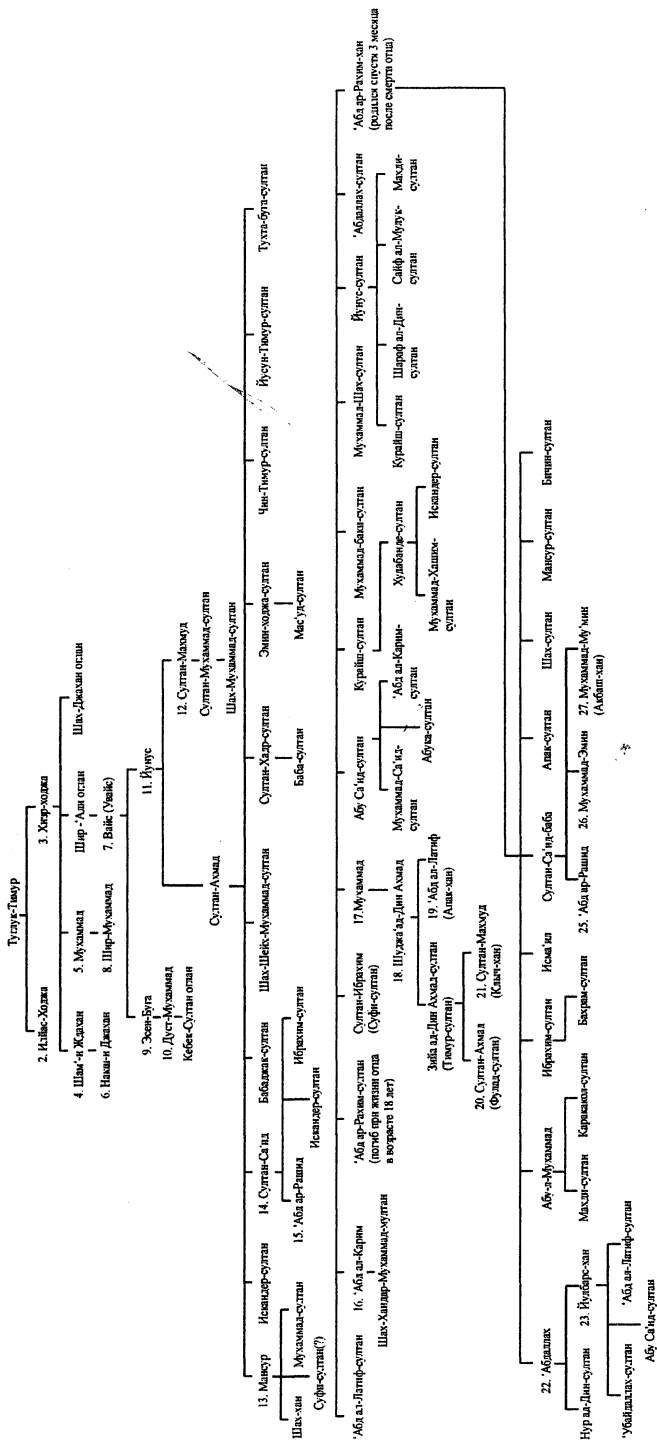 Туглук-Тимур
2. Илйас-Ходжа
3. Хизр-ходжа
4. Шам'-и Ждахан
5. Мухаммад
Шир-'Али оглан
Шах-Джахан оглан
6. Накш-и Джахан
8. Шир-Мухаммад
7. Вайс (Увайс)
9. Эсен-Буга
11. Йунус
10. Дуст-Мухаммад
Кебек-Султан оглан
Султан-Ахмад
12. Султан-Махмуд
Султан-Мухаммад-султан
Шах-Мухаммад-султан
13. Мансур
Искандер-султан
14. Султан-Са'ид
Бабаджак-султан
Шах-Шейх-Мухаммад-султан
Султан-Хадр-султан
Эмин-ходжа-султан
Чин-Тимур-султан
Йусун-Тимур-султан
Тухта-буга-султан
Шах-хан
Мухаммад-султан
Суфи-султан(?)
15. 'Абд ар-Рашид
Ибрахим-султан
Искандер-султан
Баба-султан
Мас'уд-султан
'Абд ал-Латиф-султан
16. 'Абд ал-Карим
'Абд ар-Рахим-султан
(погиб при жизни отца
в возрасте 18 лет)
Султан-Ибрахим
(Суфи-султан)
17. Мухаммад
Абу Са'ид-султан
Курайш-султан
Мухаммад-баки-султан
Мухаммад-Шах-султан
Йунус-султан
'Абдаллах-султан
'Абд ар-Рахим-хан
(родился спустя 3 месяца
после смерти отца)
Шах-Хайдар-Мухаммад-мултан
18. Шуджа'ад-Дин Ахмад
Мухаммад-Са'ид-
султан
'Абд ал-Карим-
султан
Абука-султан
Худабанде-султан
Курайш-султан
Шароф ал-Дин-
султан
Сайф ал-Мулук-
султан
Махди-
султан
Зийа ад-Дин Ахмад-султан
(Тимур-султан)
19. 'Абд ал-Латиф
(Апак-хан)
Мухаммад-Хашим-
султан
Искандер-султан
20. Султан-Ахмад
(Фулад-султан)
21. Султан-Махмуд
(Клыч-хан)
22. 'Абдаллах
Абу-л-Мухаммад
Ибрахим-султан
Исма'ил
Султан-Са'ид-баба
Апак-султан
Шах-султан
Мансур-султан
Бичин-султан
Нур ад-Дин-султан
23. Йулбарс-хан
Махди-султан
Каракакол-султан
Бахрам-султан
25. 'Абд ар-Рашид
26. Мухаммад-Эмин
27. Мухаммад-Му'мин
(Акбаш-хан)
'Убайдаллах-султан
'Абд ал-Латиф-султан
Абу Са'ид-султан